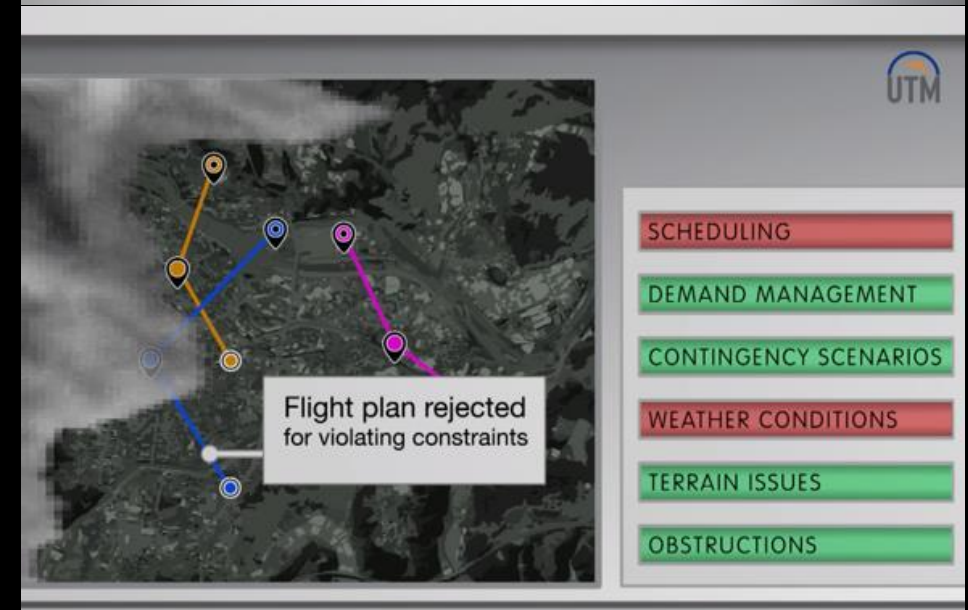 UTM
SCHEDULING
DEMAND MANAGEMENT
CONTINGENCY SCENARIOS
WEATHER CONDITIONS
TERRAIN ISSUES
OBSTRUCTIONS
Flight plan rejected
for violating constraints